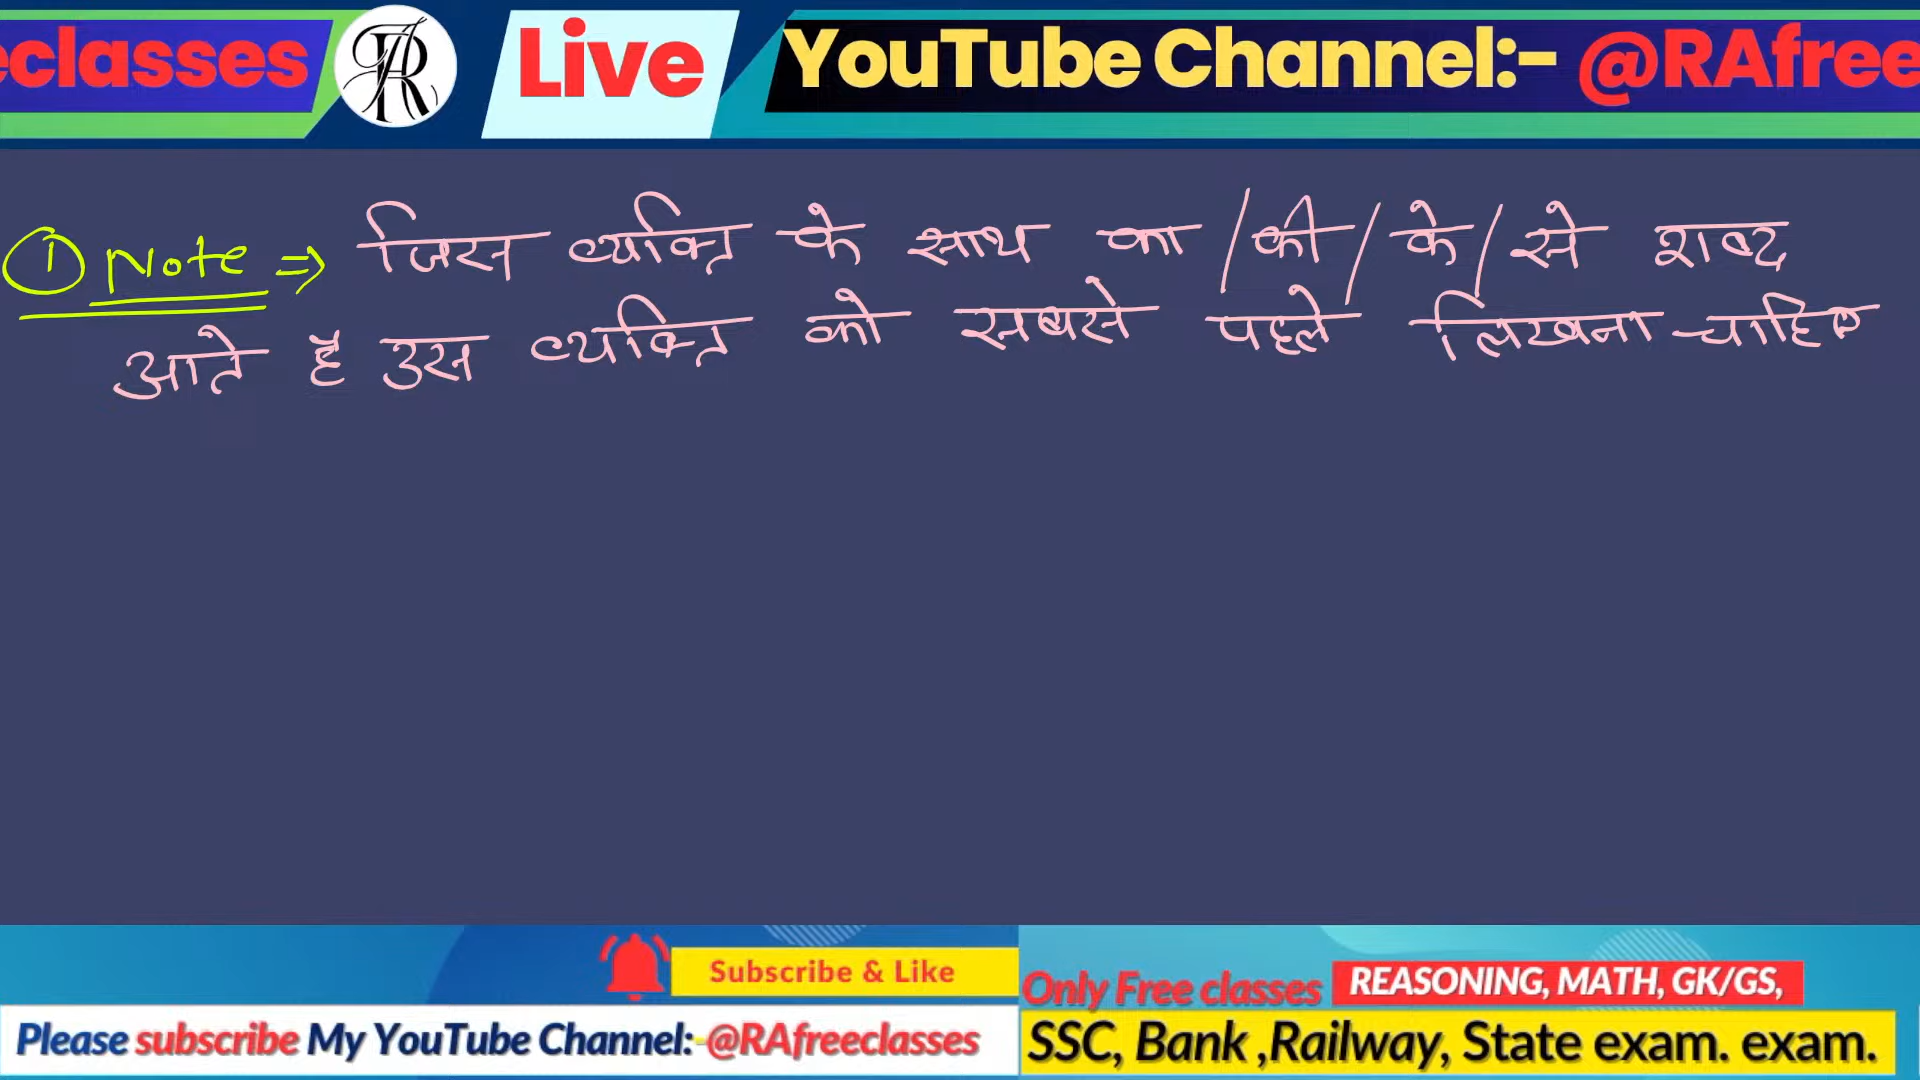 eclasses Live YouTube Channel:- @RAfree
① Note ⇒ जिस व्यक्ति के साथ का/की/के/से शब्द
आते हैं उस व्यक्ति को सबसे पहले लिखना चाहिए
Subscribe & Like
Only Free classes REASONING, MATH, GK/GS,
Please subscribe My YouTube Channel:-@RAfreeclasses
SSC, Bank ,Railway, State exam. exam.